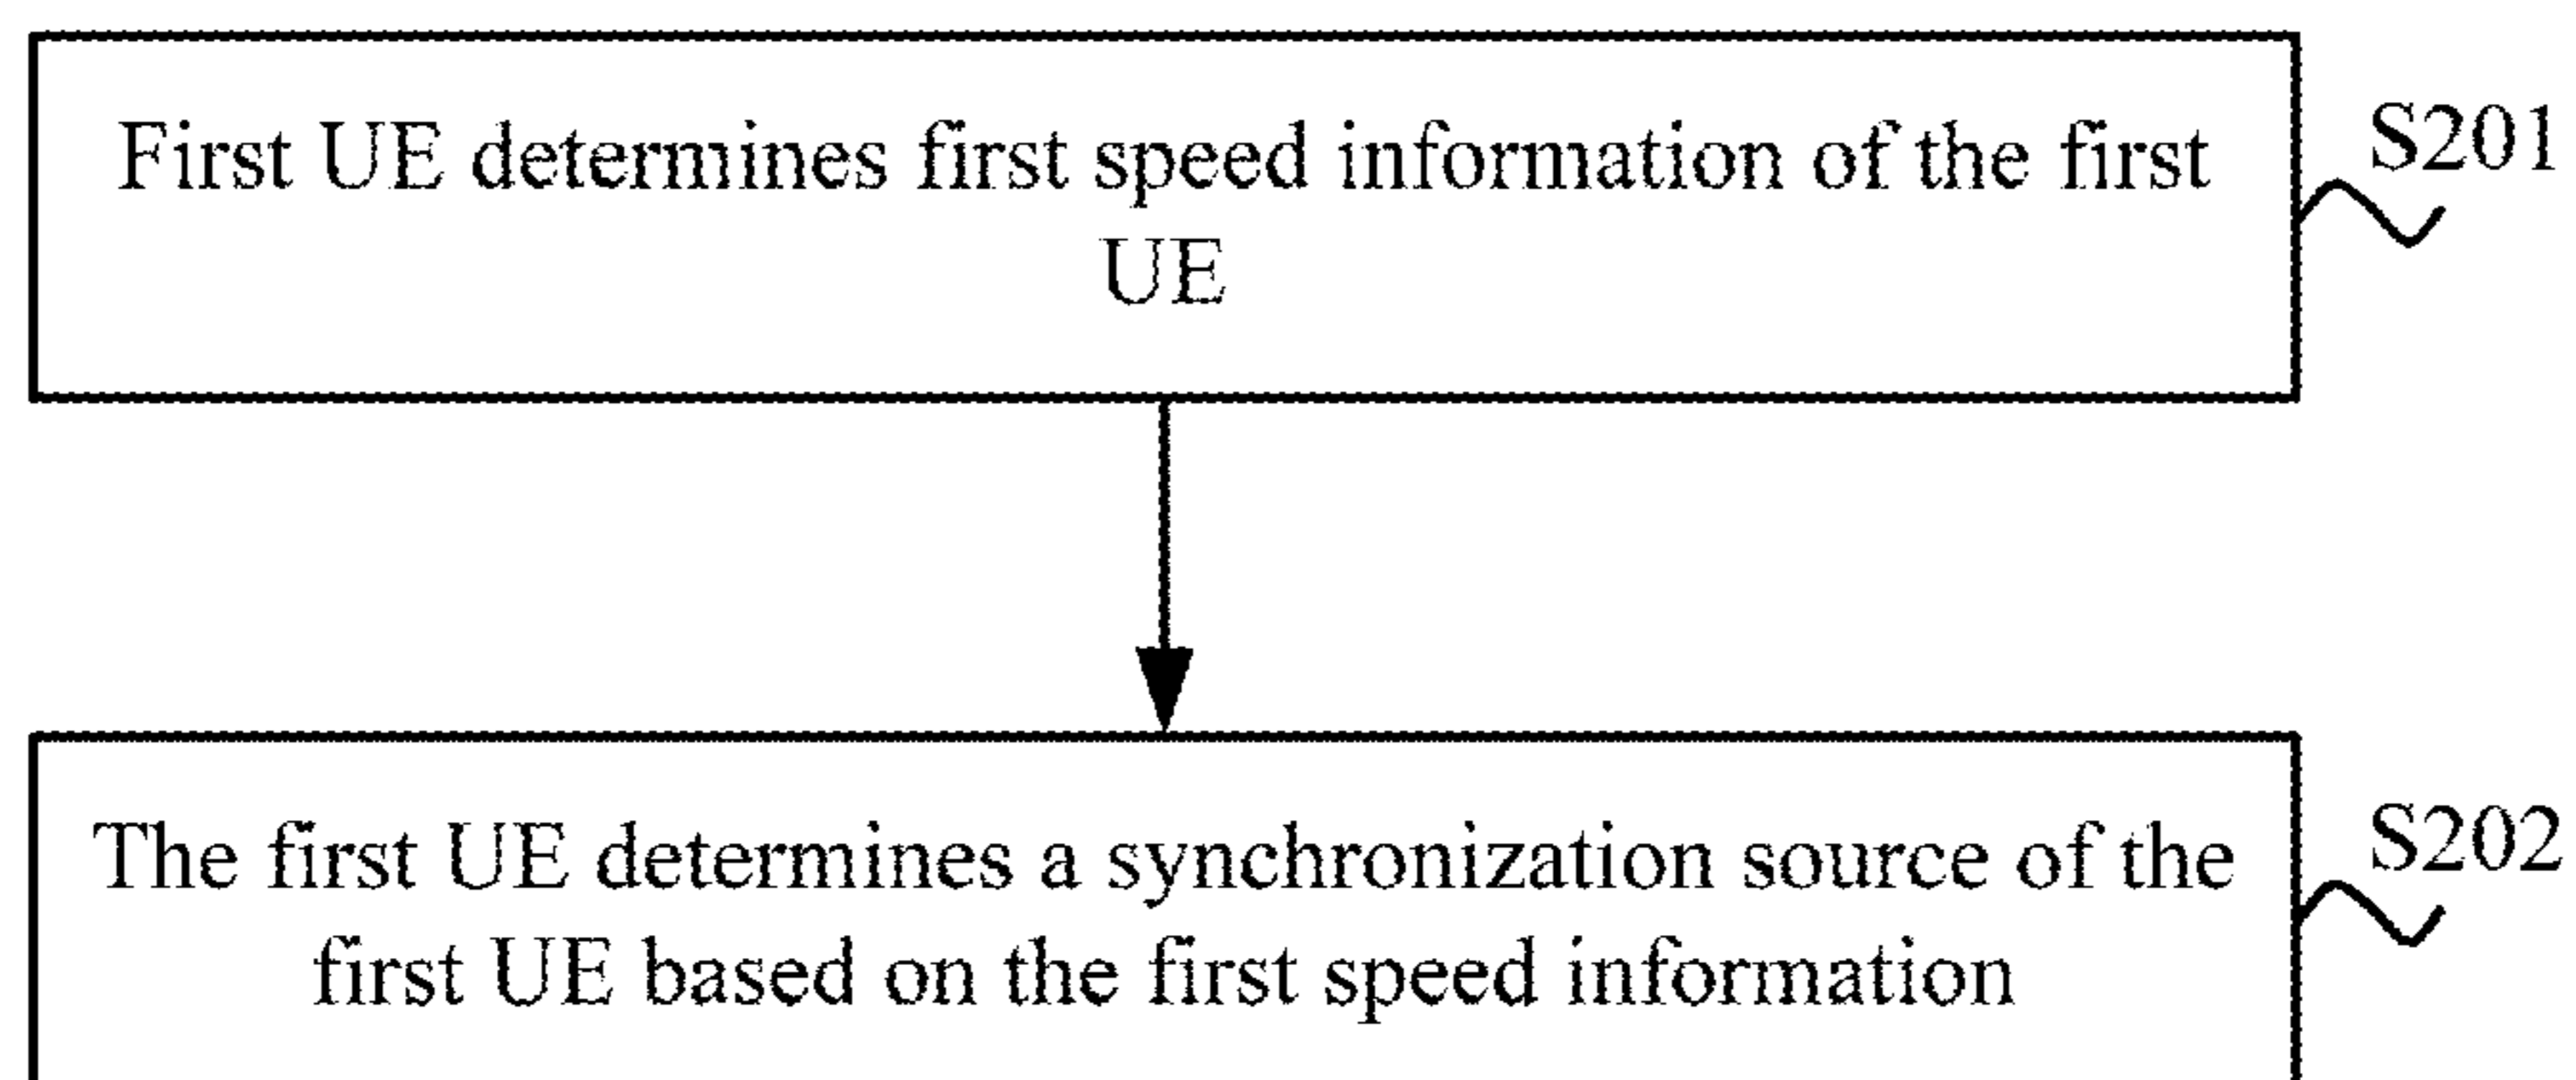 First UE determines first speed information of the first
UE
S201
The first UE determines a synchronization source of the
first UE based on the first speed information
S202